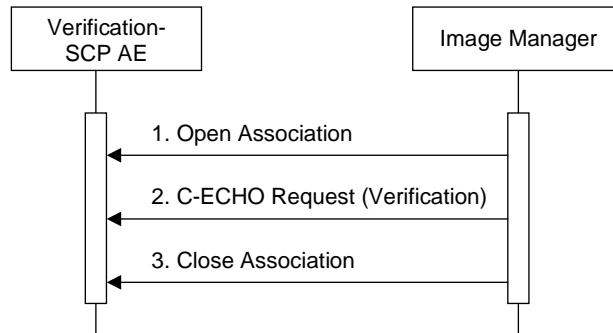 Verification-
SCP AE
Image Manager
1. Open Association
2. C-ECHO Request (Verification)
3. Close Association